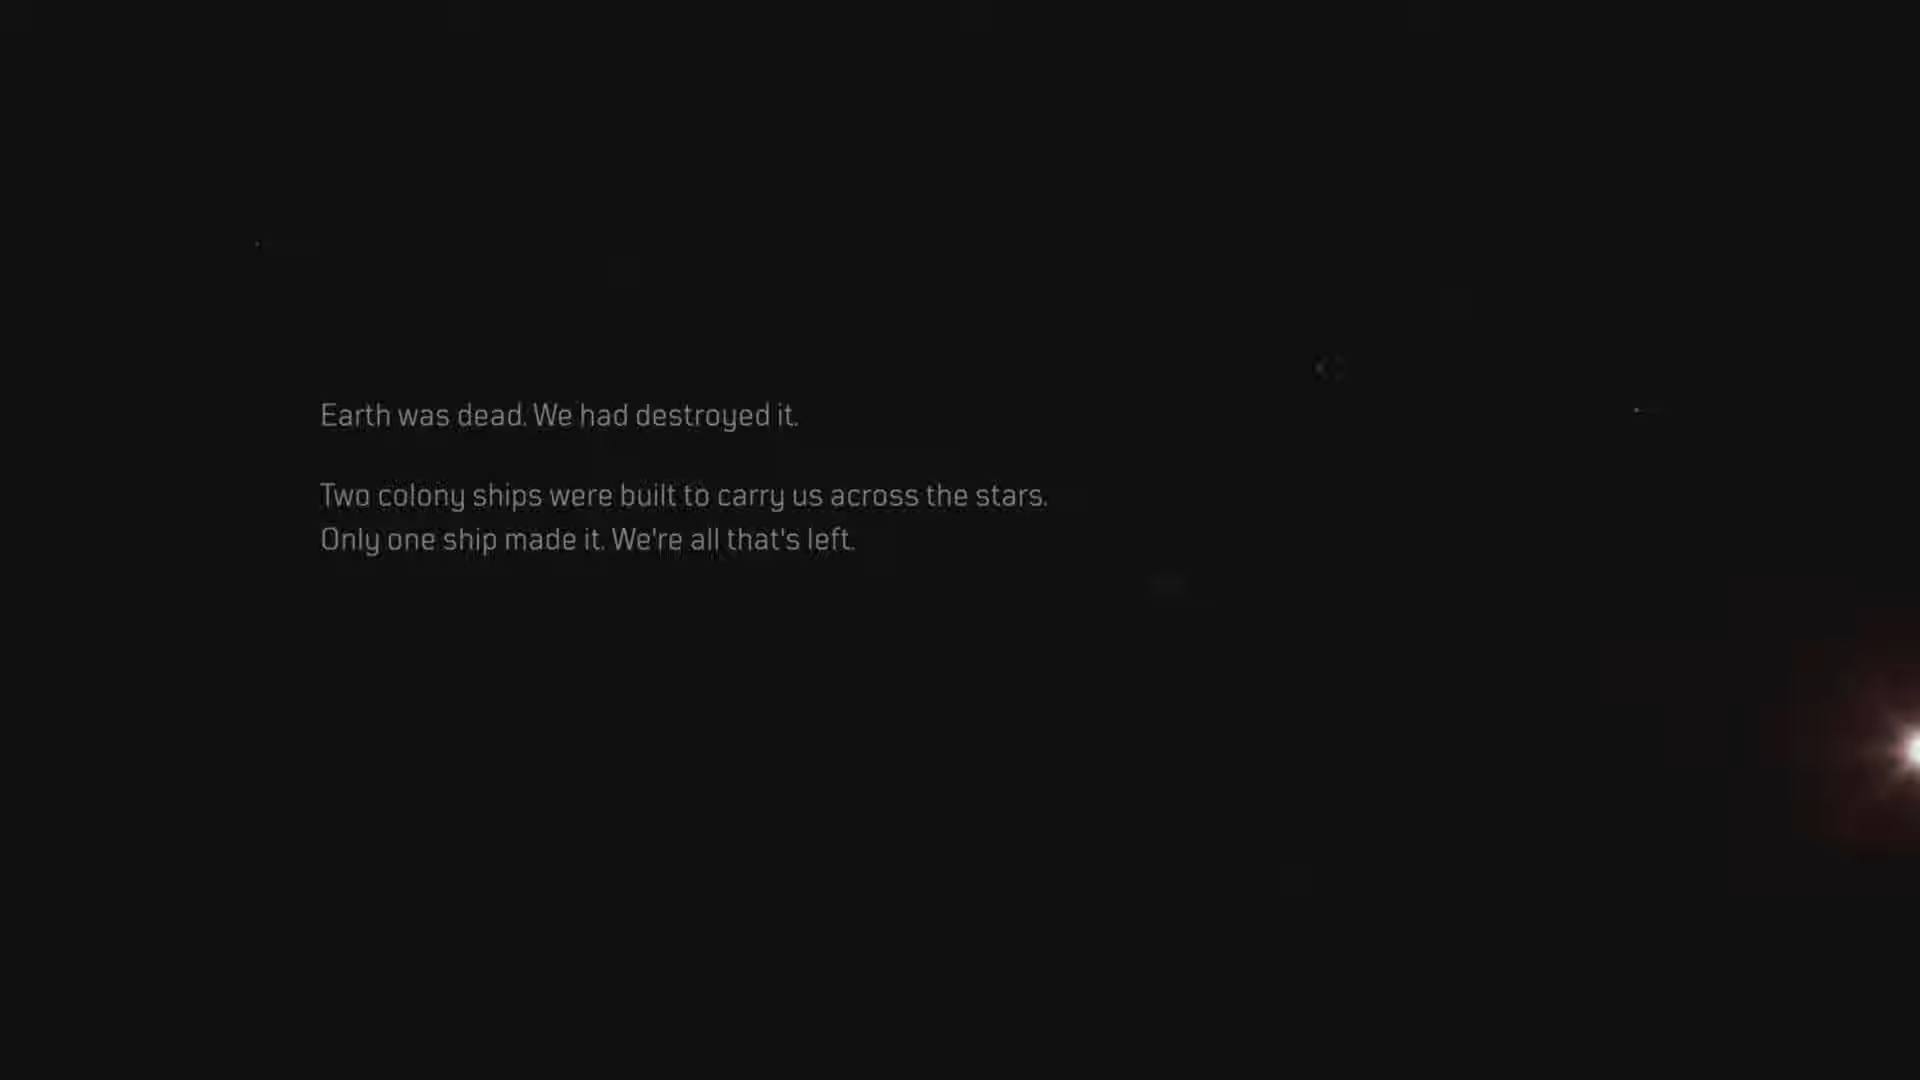 Earth was dead. We had destroyed it.
Two colony ships were built to carry us across the stars.
Only one ship made it. We're all that's left.